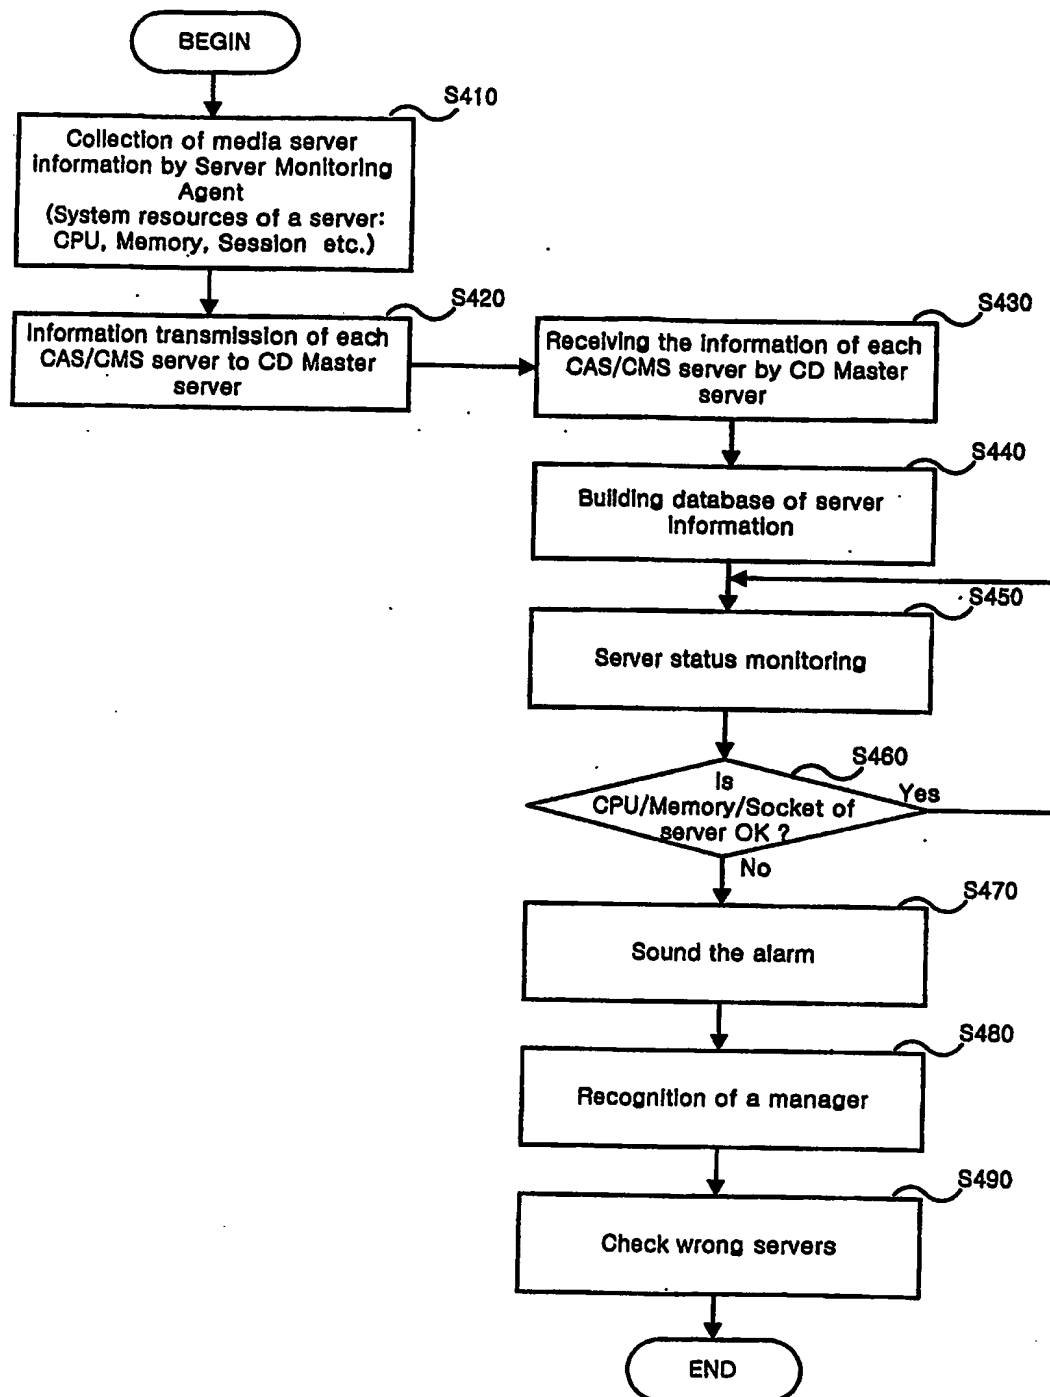 BEGIN
S410
Collection of media server
information by Server Monitoring
Agent
(System resources of a server:
CPU, Memory, Session etc.)
S420
Information transmission of each
CAS/CMS server to CD Master
server
S430
Receiving the information of each
CAS/CMS server by CD Master
server
S440
Building database of server
information
S450
Server status monitoring
S460
Is
CPU/Memory/Socket of
server OK ?
Yes
No
S470
Sound the alarm
S480
Recognition of a manager
S490
Check wrong servers
END